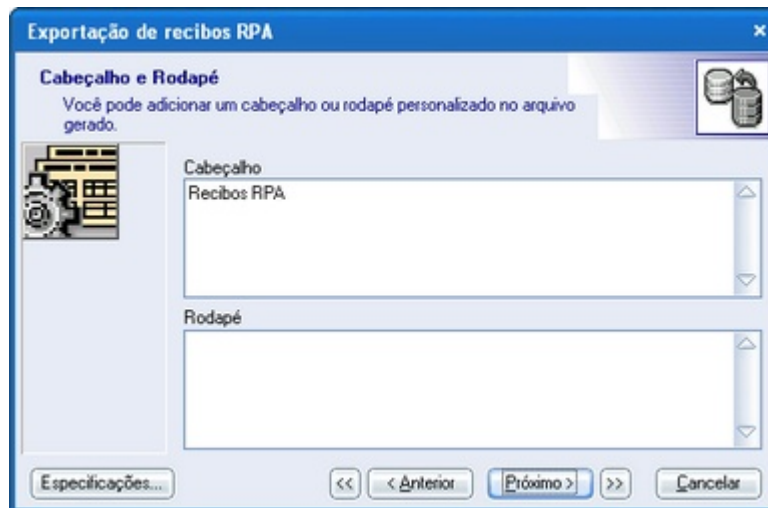 Exportação de recibos RPA
Cabeçalho e Rodapé
Você pode adicionar um cabeçalho ou rodapé personalizado no arquivo
gerado.
Cabeçalho
Recibos RPA
Rodapé
Especificações...
<<
< Anterior
Próximo >
>>
Cancelar